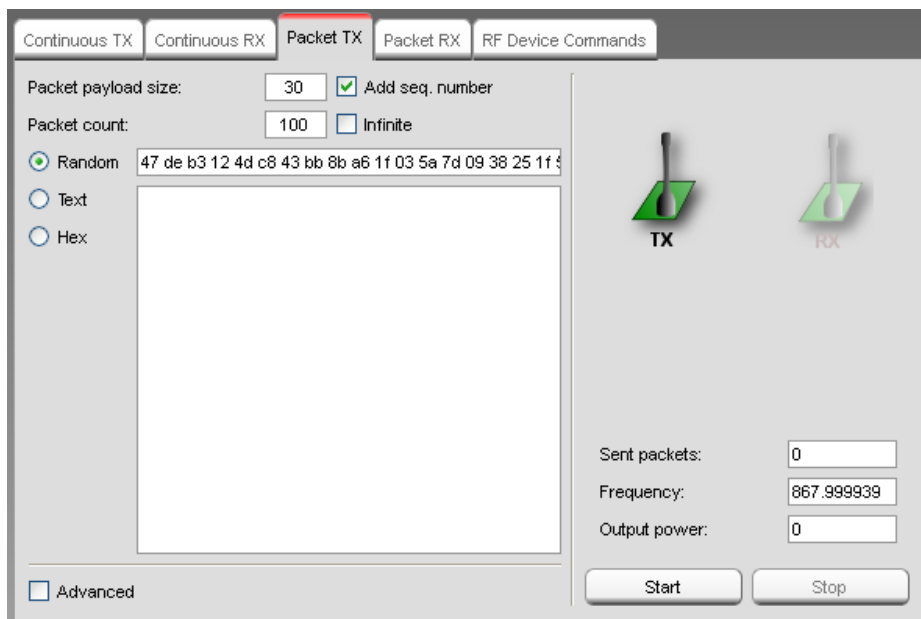 Continuous TX Continuous RX Packet TX Packet RX RF Device Commands
Packet payload size: 30 Add seq. number
Packet count: 100 Infinite
Random 47 de b3 12 4d c8 43 bb 8b a6 1f 03 5a 7d 09 38 25 1f
Text
Hex
TX RX
Sent packets: 0
Frequency: 867.999939
Output power: 0
Advanced
Start Stop